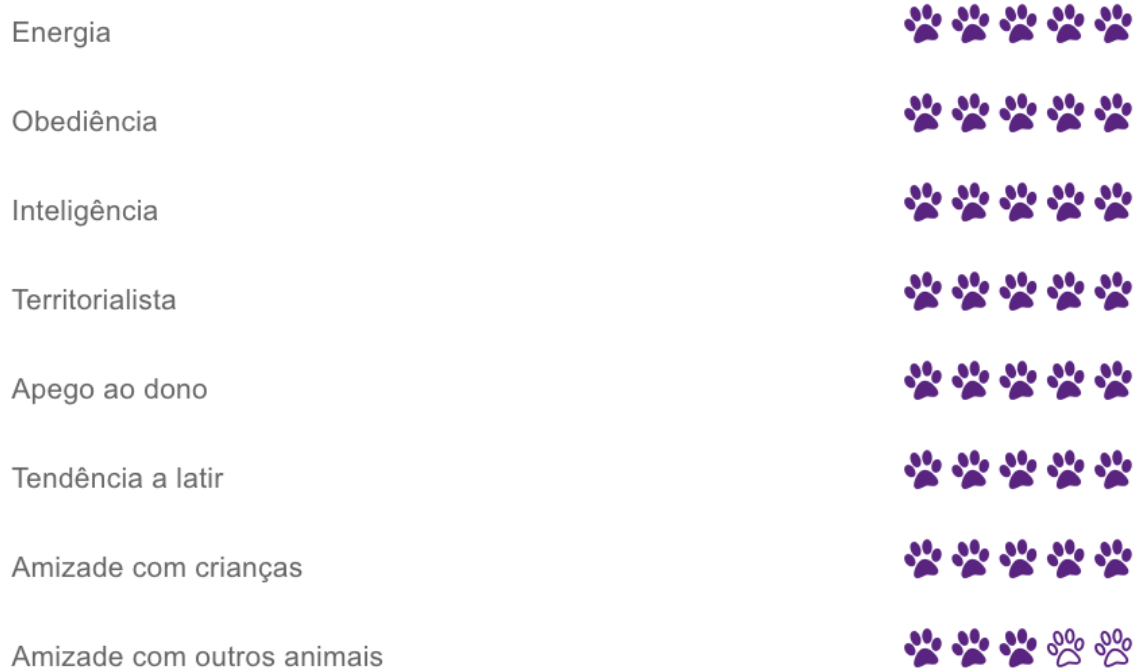 Energia
Obediência
Inteligência
Territorialista
Apego ao dono
Tendência a latir
Amizade com crianças
Amizade com outros animais